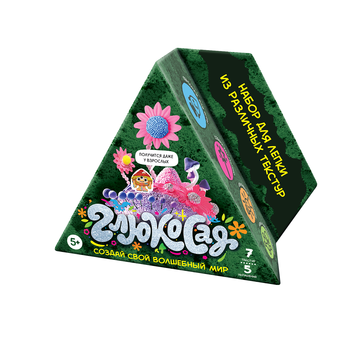 ПОЛУЧИТСЯ ДАЖЕ
У ВЗРОСЛЫХ
ГЛЮКОСАД
5+
СОЗДАЙ СВОЙ ВОЛШЕБНЫЙ МИР
НАБОР ДЛЯ ЛЕПКИ
ИЗ РАЗЛИЧНЫХ ТЕКСТУР
7
5